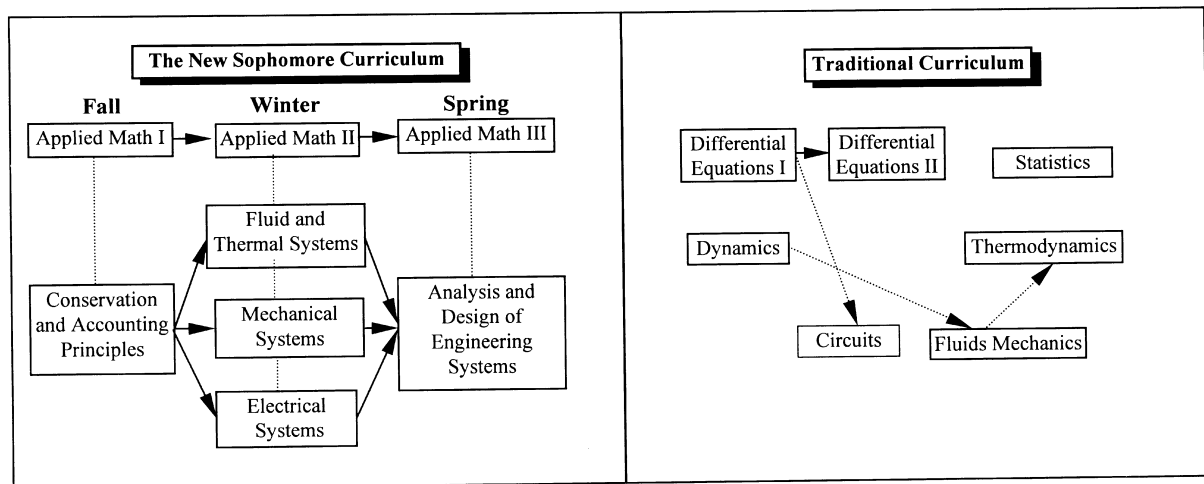 The New Sophomore Curriculum
Fall
Winter
Spring
Applied Math I
Applied Math II
Applied Math III
Fluid and
Thermal Systems
Conservation
and Accounting
Principles
Mechanical
Systems
Analysis and
Design of
Engineering
Systems
Electrical
Systems
Traditional Curriculum
Differential
Equations I
Differential
Equations II
Statistics
Dynamics
Thermodynamics
Circuits
Fluids Mechanics